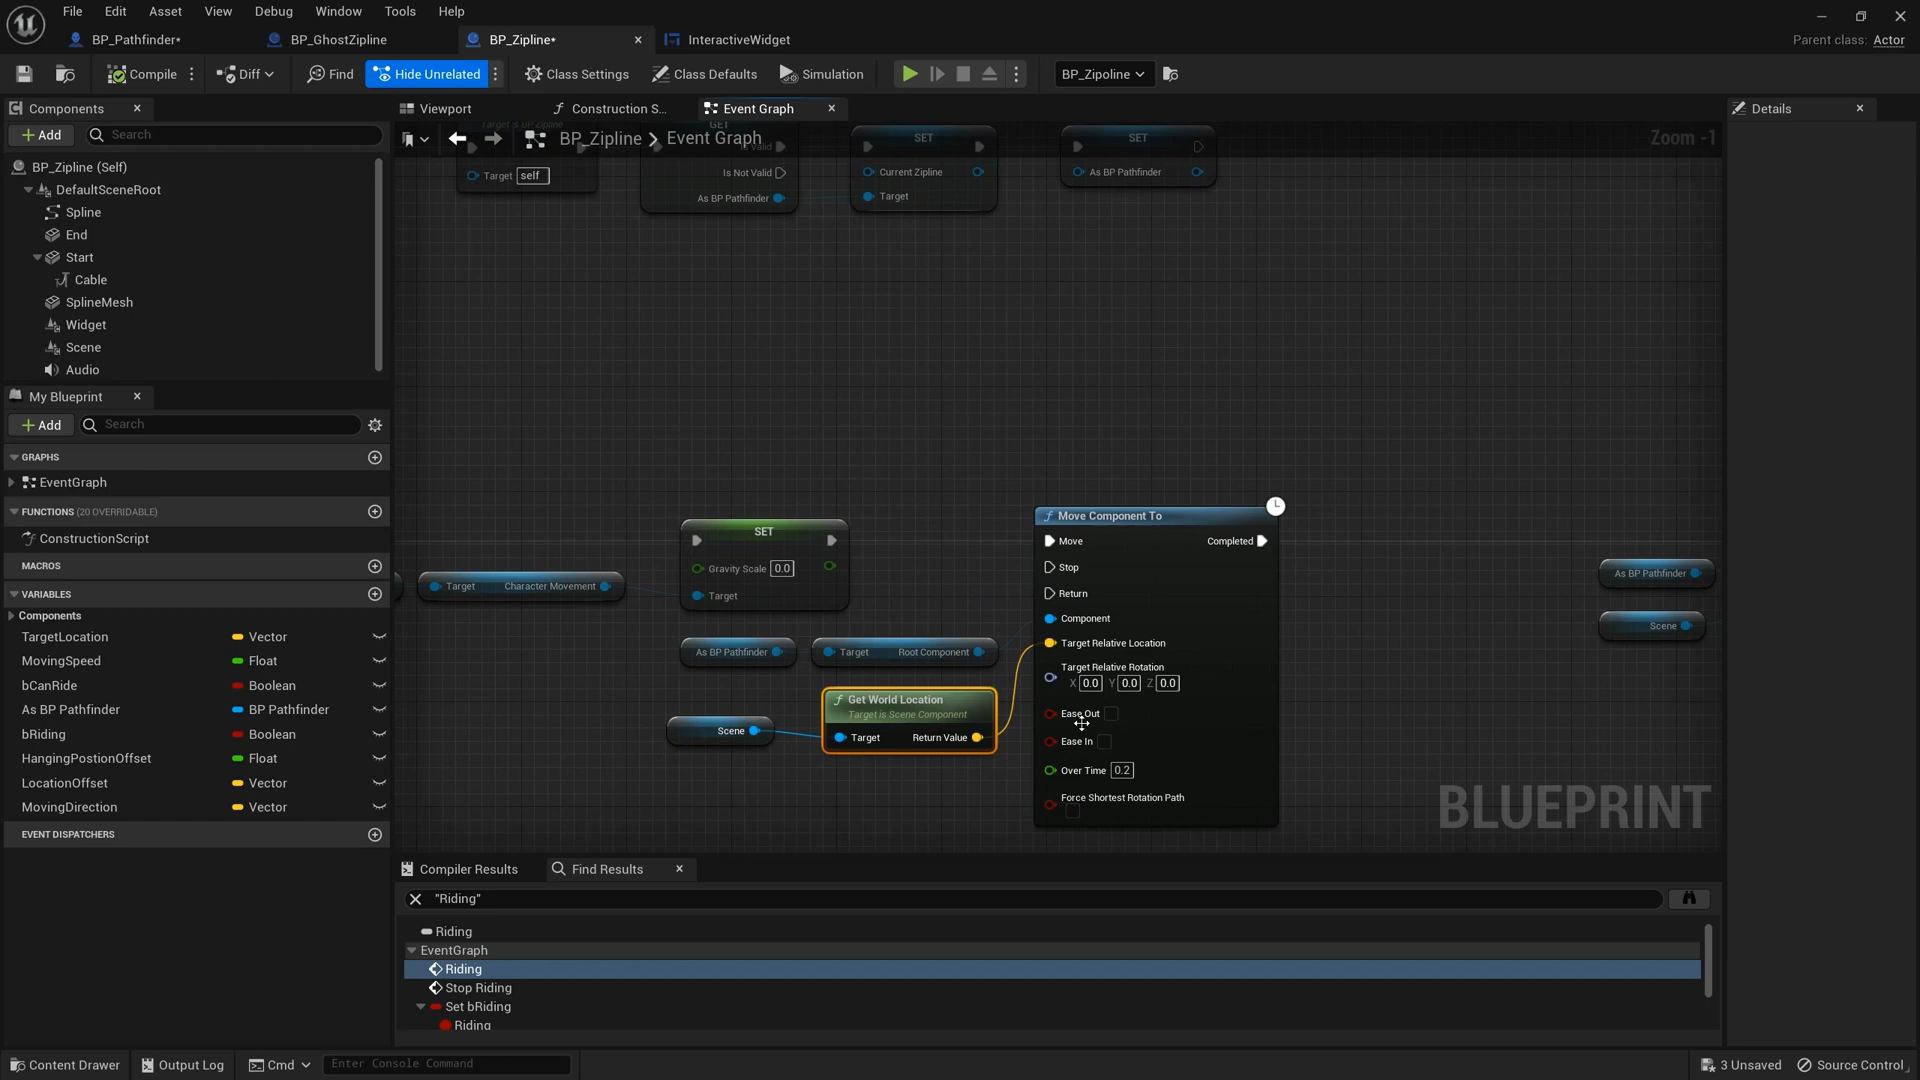 File Edit Asset View Debug Window Tools Help
BP_Pathfinder* BP_GhostZipline BP_Zipline* InteractiveWidget Parent class: Actor
Compile Diff Find Hide Unrelated Class Settings Class Defaults Simulation BP_Zipoline
Components Viewport Construction S... Event Graph Details
Add Search BP_Zipline > Event Graph Zoom -1
BP_Zipline (Self)
DefaultSceneRoot
Spline
End
Start
Cable
SplineMesh
Widget
Scene
Audio
Target is BP Zipline
Target self
GET
Is Valid
Is Not Valid
As BP Pathfinder
SET
Current Zipline
Target
SET
As BP Pathfinder
My Blueprint
Add Search
GRAPHS
EventGraph
FUNCTIONS (20 OVERRIDABLE)
ConstructionScript
MACROS
VARIABLES
Components
TargetLocation Vector
MovingSpeed Float
bCanRide Boolean
As BP Pathfinder BP Pathfinder
bRiding Boolean
HangingPostionOffset Float
LocationOffset Vector
MovingDirection Vector
EVENT DISPATCHERS
Target Character Movement
SET
Gravity Scale 0.0
Target
As BP Pathfinder
Target Root Component
Get World Location
Target is Scene Component
Target Return Value
Scene
Move Component To
Move Completed
Stop
Return
Component
Target Relative Location
Target Relative Rotation
X 0.0 Y 0.0 Z 0.0
Ease Out
Ease In
Over Time 0.2
Force Shortest Rotation Path
As BP Pathfinder
Scene
BLUEPRINT
Compiler Results Find Results
"Riding"
Riding
EventGraph
Riding
Stop Riding
Set bRiding
Riding
Content Drawer Output Log Cmd Enter Console Command 3 Unsaved Source Control